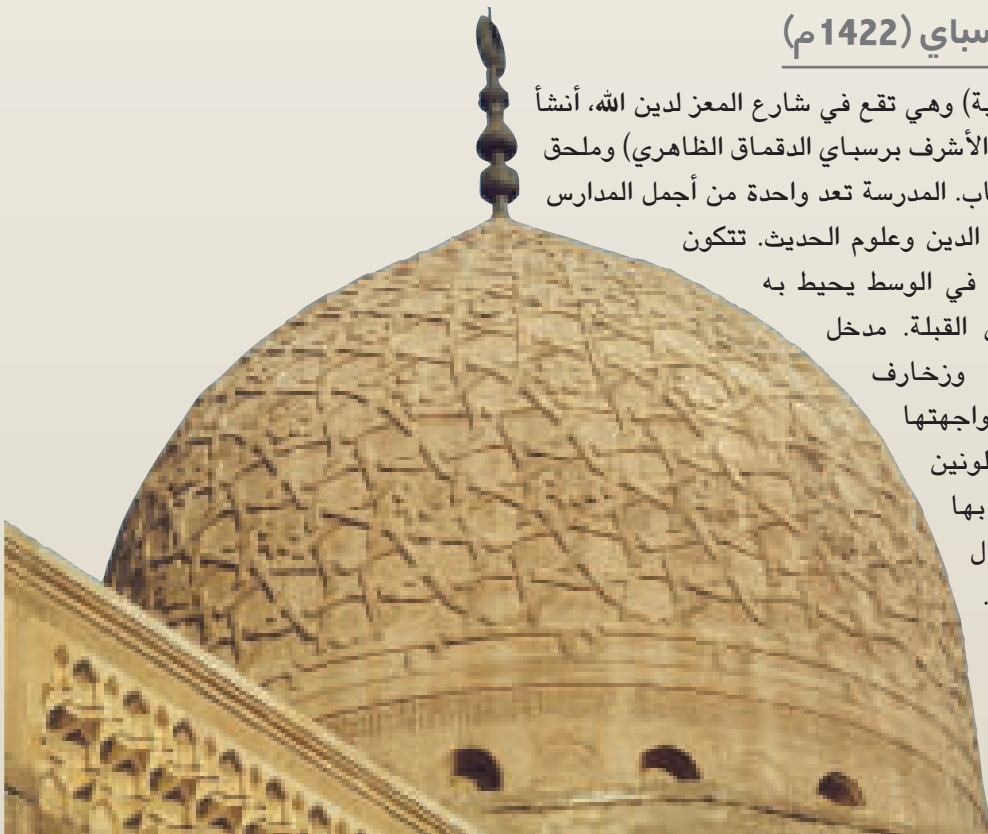 سباي (1422م)
ية) وهي تقع في شارع المعز لدين الله، أنشأ
الأشرف برسباي الدقماق الظاهري) وملحق
اب. المدرسة تعد واحدة من أجمل المدارس
الدين وعلوم الحديث. تتكون
في الوسط يحيط به
القبلة. مدخل
وزخارف
واجهتها
لونين
بها
ل
.